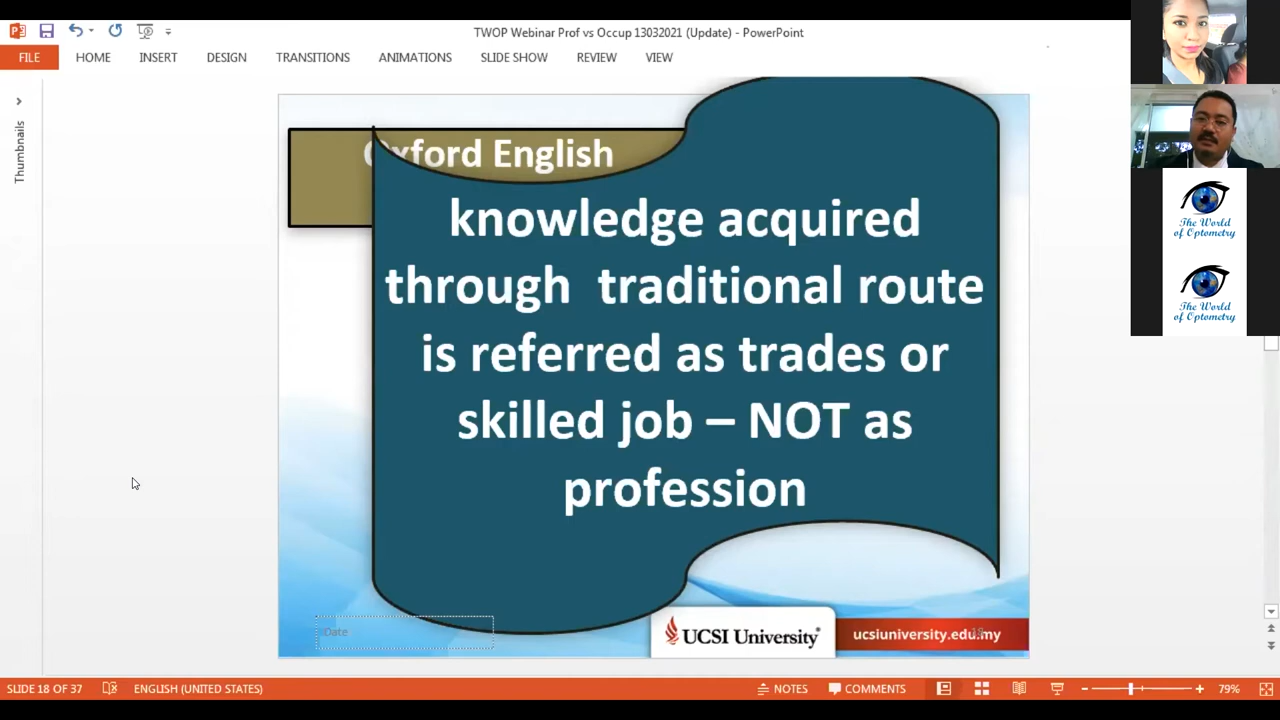 TWOP Webinar Prof vs Occup 13032021 (Update) - PowerPoint
FILE HOME INSERT DESIGN TRANSITIONS ANIMATIONS SLIDE SHOW REVIEW VIEW
Thumbnails
Oxford English
knowledge acquired
through traditional route
is referred as trades or
skilled job – NOT as
profession
Date
UCSI University
ucsiuniversity.edu.my
18
The World
of Optometry
The World
of Optometry
SLIDE 18 OF 37 ENGLISH (UNITED STATES) NOTES COMMENTS 79%